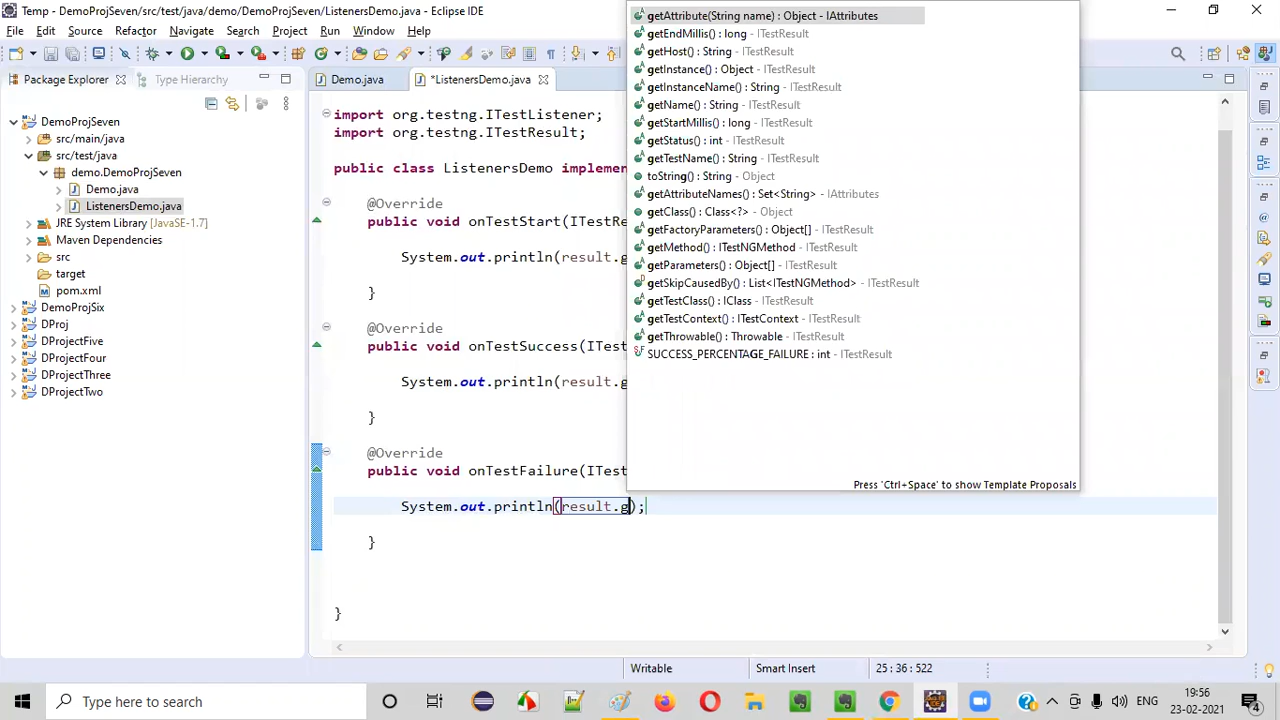 Temp - DemoProjSeven/src/test/java/demo/DemoProjSeven/ListenersDemo.java - Eclipse IDE
File Edit Source Refactor Navigate Search Project Run Window Help
Package Explorer Type Hierarchy
Demo.java *ListenersDemo.java
DemoProjSeven
src/main/java
src/test/java
demo.DemoProjSeven
Demo.java
ListenersDemo.java
JRE System Library [JavaSE-1.7]
Maven Dependencies
src
target
pom.xml
DemoProjSix
DProj
DProjectFive
DProjectFour
DProjectThree
DProjectTwo
import org.testng.ITestListener;
import org.testng.ITestResult;
public class ListenersDemo implemen
@Override
public void onTestStart(ITestRe
System.out.println(result.g
}
@Override
public void onTestSuccess(ITest
System.out.println(result.g
}
@Override
public void onTestFailure(ITest
System.out.println(result.g);
}
}
getAttribute(String name) : Object - IAttributes
getEndMillis() : long - ITestResult
getHost() : String - ITestResult
getInstance() : Object - ITestResult
getInstanceName() : String - ITestResult
getName() : String - ITestResult
getStartMillis() : long - ITestResult
getStatus() : int - ITestResult
getTestName() : String - ITestResult
toString() : String - Object
getAttributeNames() : Set<String> - IAttributes
getClass() : Class<?> - Object
getFactoryParameters() : Object[] - ITestResult
getMethod() : ITestNGMethod - ITestResult
getParameters() : Object[] - ITestResult
getSkipCausedBy() : List<ITestNGMethod> - ITestResult
getTestClass() : IClass - ITestResult
getTestContext() : ITestContext - ITestResult
getThrowable() : Throwable - ITestResult
SUCCESS_PERCENTAGE_FAILURE : int - ITestResult
Press 'Ctrl+Space' to show Template Proposals
Writable Smart Insert 25 : 36 : 522
Type here to search
ENG
19:56
23-02-2021
4